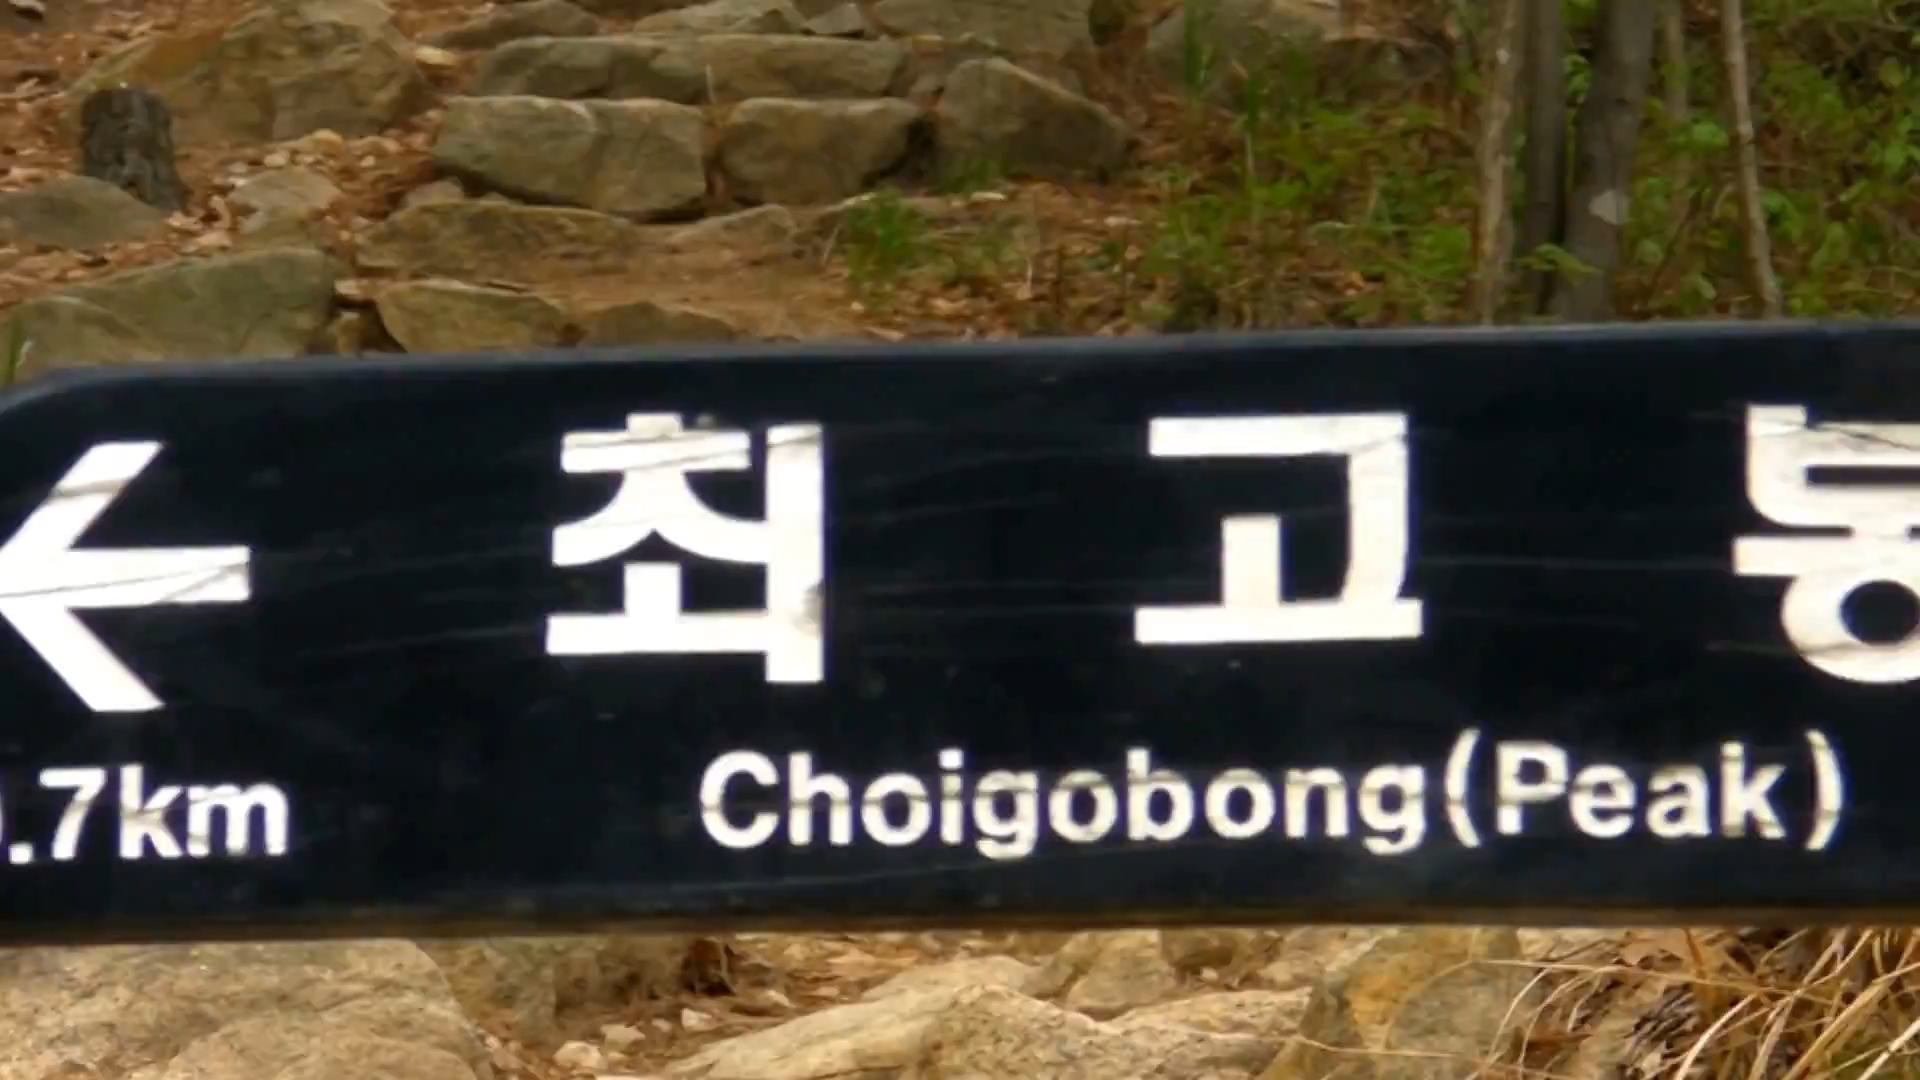 ← 최고봉
.7km Choigobong(Peak)